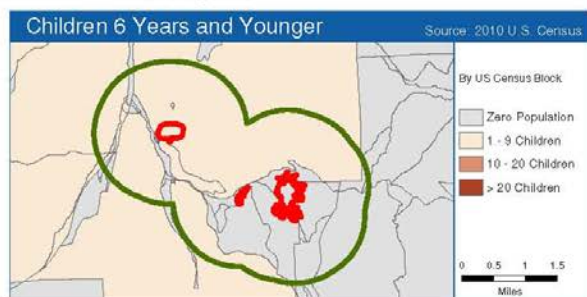 Children 6 Years and Younger
Source: 2010 U.S. Census
By US Census Block
Zero Population
1 - 9 Children
10 - 20 Children
> 20 Children
0 0.5 1 1.5
Miles